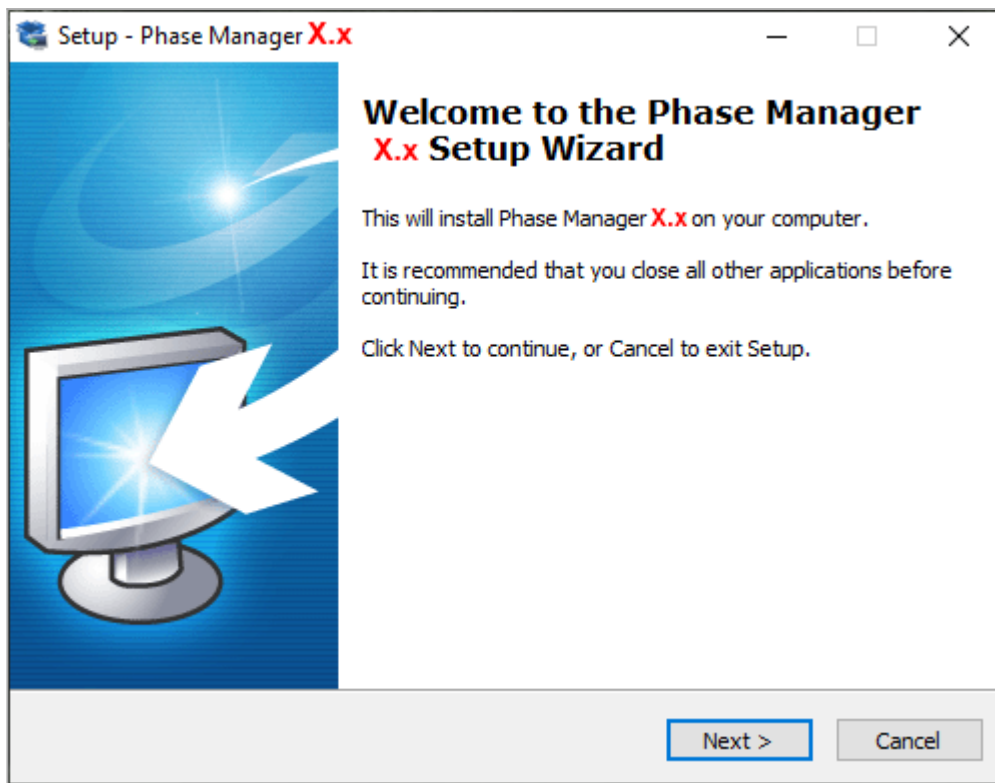 Setup - Phase Manager X.x
Welcome to the Phase Manager
X.x Setup Wizard
This will install Phase Manager X.x on your computer.
It is recommended that you close all other applications before
continuing.
Click Next to continue, or Cancel to exit Setup.
Next >
Cancel